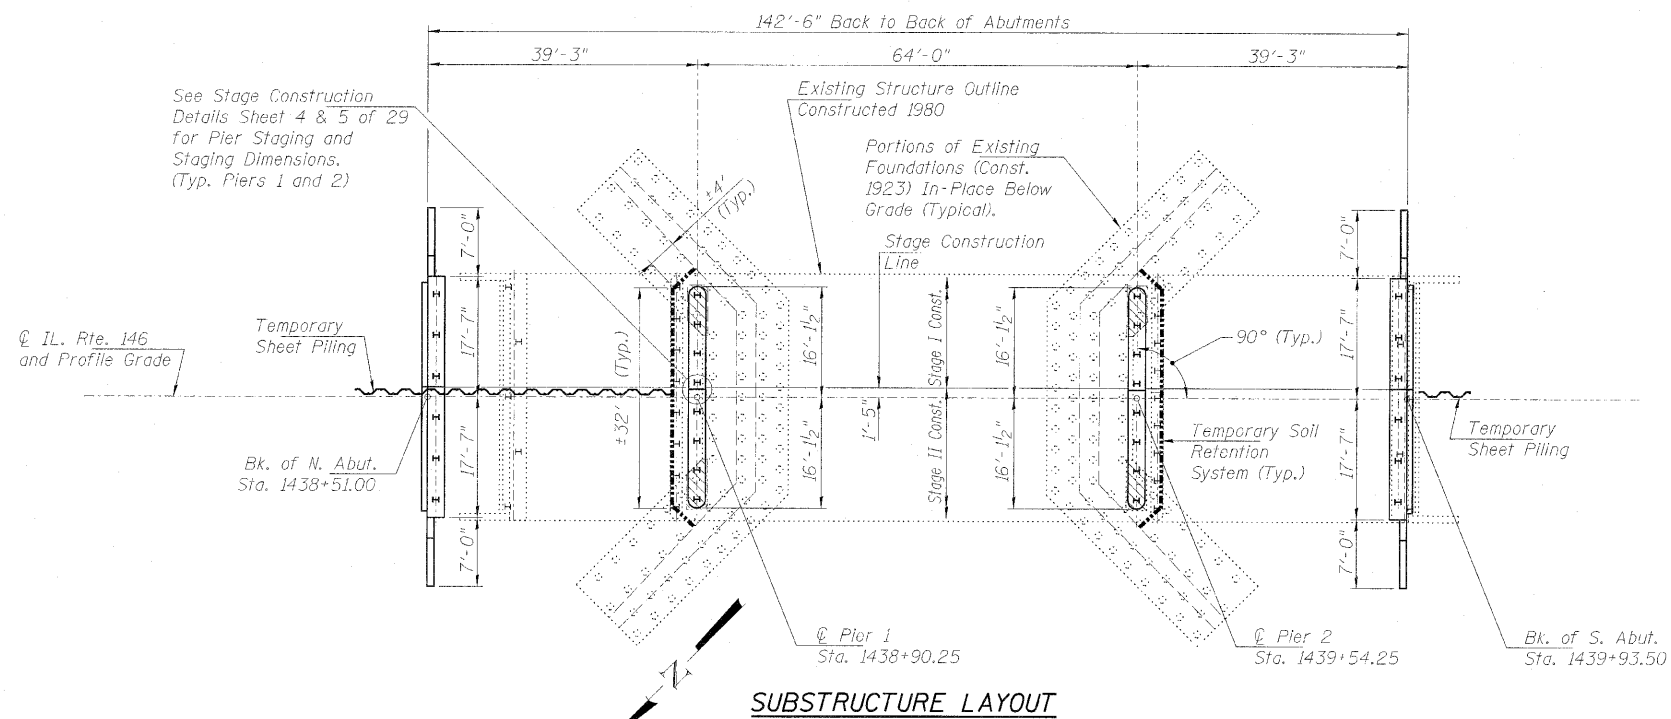 142'-6" Back to Back of Abutments
39'-3"
64'-0"
39'-3"
See Stage Construction
Details Sheet 4 & 5 of 29
for Pier Staging and
Staging Dimensions.
(Typ. Piers 1 and 2)
Existing Structure Outline
Constructed 1980
Portions of Existing
Foundations (Const.
1923) In-Place Below
Grade (Typical).
±4'
(Typ.)
Stage Construction
Line
7'-0"
7'-0"
℄ IL. Rte. 146
and Profile Grade
Temporary
Sheet Piling
17'-7"
±32' (Typ.)
16'-1½"
16'-1½"
Stage I Const.
90° (Typ.)
17'-7"
1'-5"
17'-7"
16'-1½"
16'-1½"
Stage II Const.
Temporary Soil
Retention
System (Typ.)
17'-7"
Temporary
Sheet Piling
Bk. of N. Abut.
Sta. 1438+51.00
7'-0"
7'-0"
℄ Pier 1
Sta. 1438+90.25
℄ Pier 2
Sta. 1439+54.25
Bk. of S. Abut.
Sta. 1439+93.50
N
SUBSTRUCTURE LAYOUT